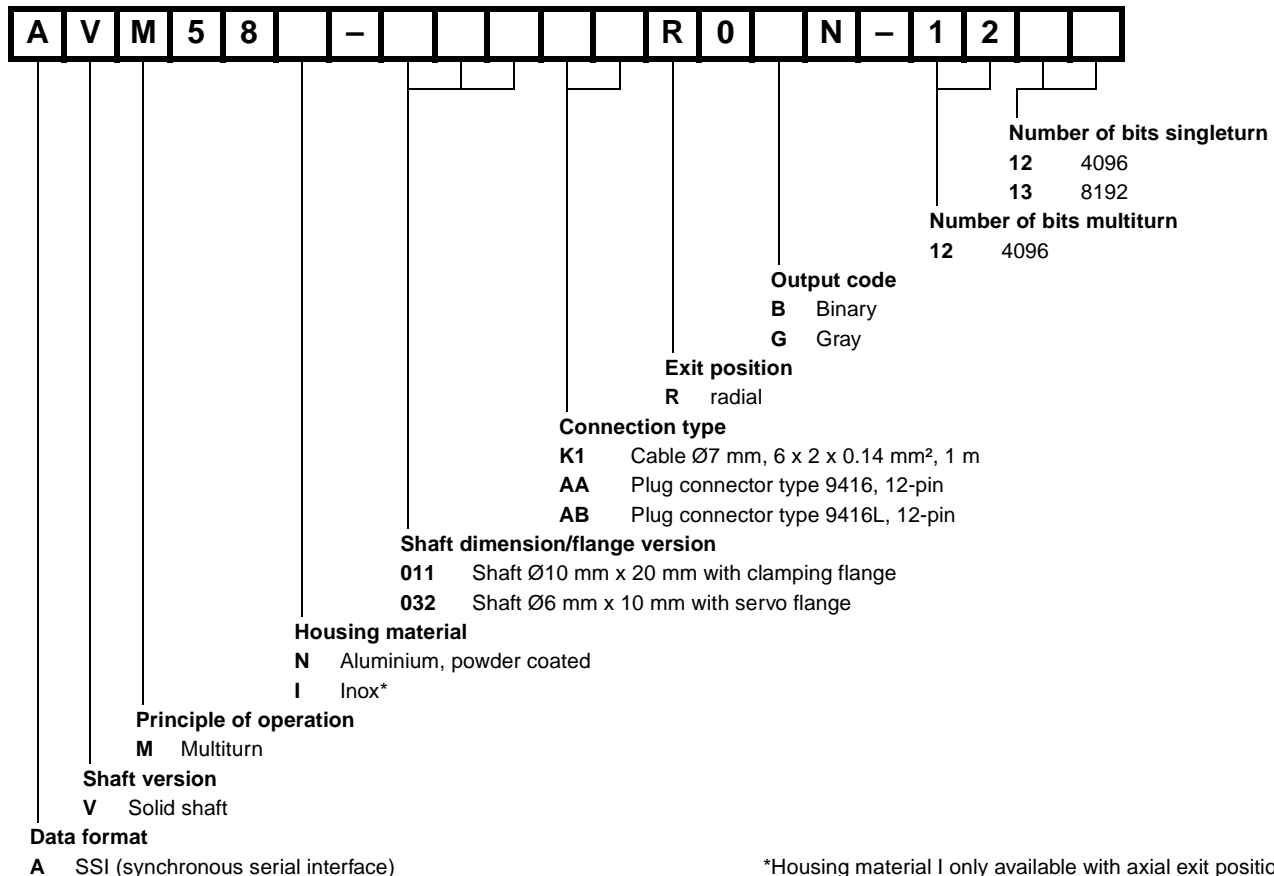 A V M 5 8 – R 0 N – 1 2
Number of bits singleturn
12 4096
13 8192
Number of bits multiturn
12 4096
Output code
B Binary
G Gray
Exit position
R radial
Connection type
K1 Cable Ø7 mm, 6 x 2 x 0.14 mm², 1 m
AA Plug connector type 9416, 12-pin
AB Plug connector type 9416L, 12-pin
Shaft dimension/flange version
011 Shaft Ø10 mm x 20 mm with clamping flange
032 Shaft Ø6 mm x 10 mm with servo flange
Housing material
N Aluminium, powder coated
I Inox*
Principle of operation
M Multiturn
Shaft version
V Solid shaft
Data format
A SSI (synchronous serial interface)
*Housing material I only available with axial exit positio